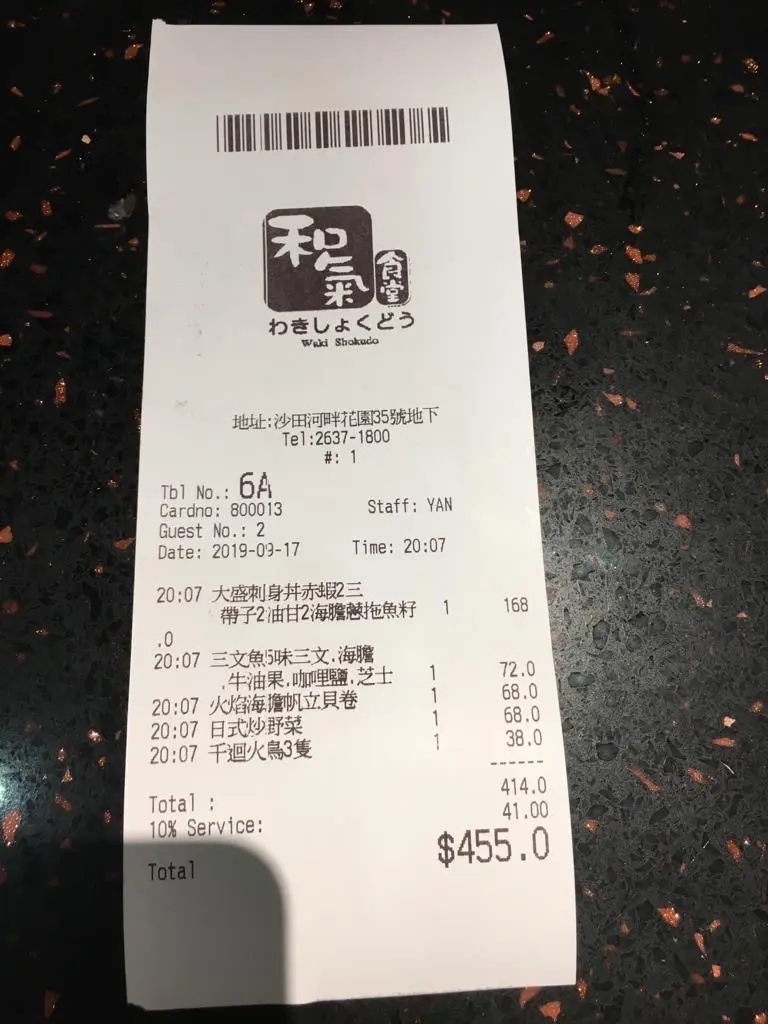 和氣
食堂
わきしょくどう
Waki Shokudo
地址:沙田河畔花園35號地下
Tel:2637-1800
#: 1
Tbl No.: 6A
Cardno: 800013 Staff: YAN
Guest No.: 2
Date: 2019-09-17 Time: 20:07
20:07 大盛刺身丼赤蝦2三
帶子2油甘2海膽蔥拖魚籽 1 168
.0
20:07 三文魚5味三文,海膽
,牛油果,咖哩鹽,芝士 1 72.0
20:07 火焰海擔帆立貝卷 1 68.0
20:07 日式炒野菜 1 68.0
20:07 千迴火鳥3隻 1 38.0
------
Total : 414.0
10% Service: 41.00
Total $455.0